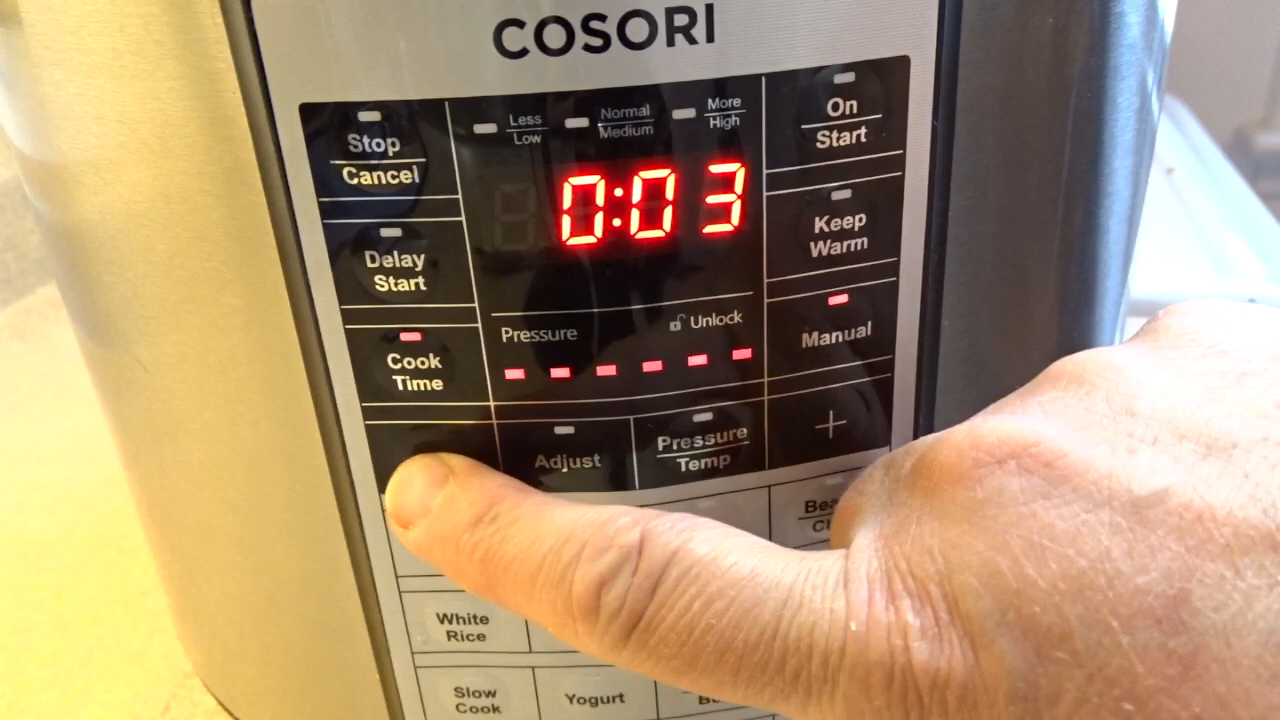 COSORI
Stop
Cancel
Less
Low
Normal
Medium
More
High
On
Start
0:03
Delay
Start
Keep
Warm
Pressure
Unlock
Cook
Time
Manual
Adjust
Pressure
Temp
+
White
Rice
Slow
Cook
Yogurt